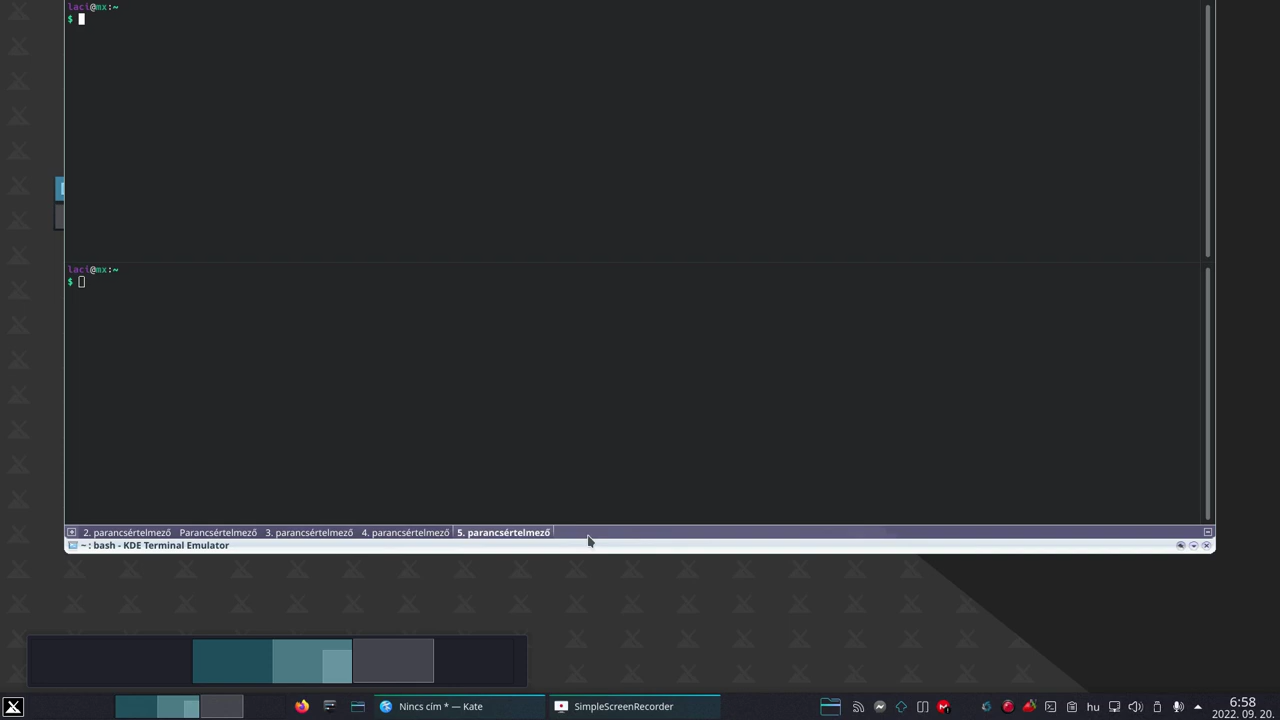 laci@mx:~
$
laci@mx:~
$
2. parancsértelmező Parancsértelmező 3. parancsértelmező 4. parancsértelmező 5. parancsértelmező
~ : bash - KDE Terminal Emulator
Nincs cím * — Kate SimpleScreenRecorder hu 6:58
2022. 09. 20.